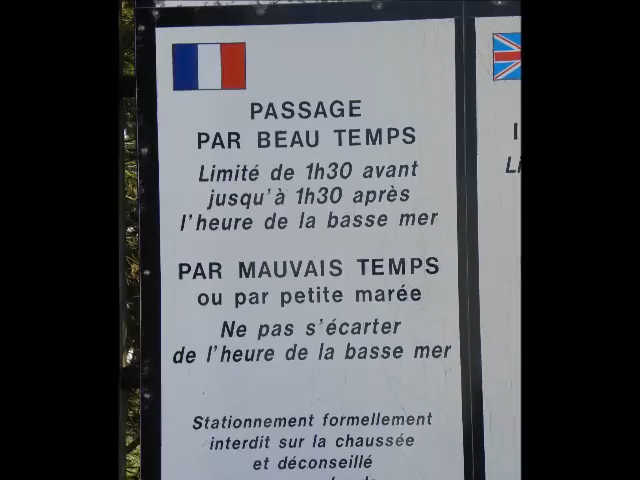 PASSAGE
PAR BEAU TEMPS
Limité de 1h30 avant
jusqu'à 1h30 après
l'heure de la basse mer
PAR MAUVAIS TEMPS
ou par petite marée
Ne pas s'écarter
de l'heure de la basse mer
Stationnement formellement
interdit sur la chaussée
et déconseillé